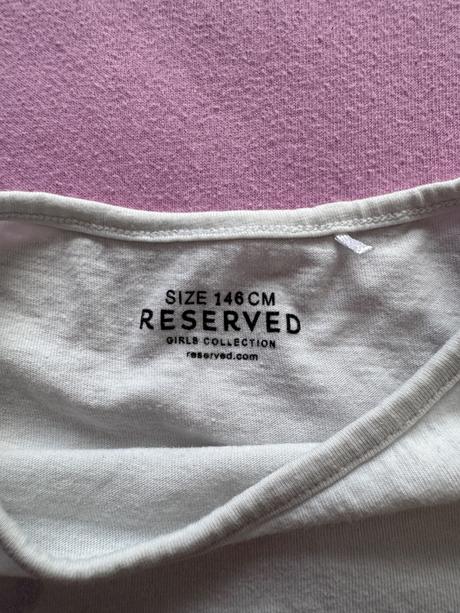 SIZE 146 CM
RESERVED
GIRLS COLLECTION
reserved.com